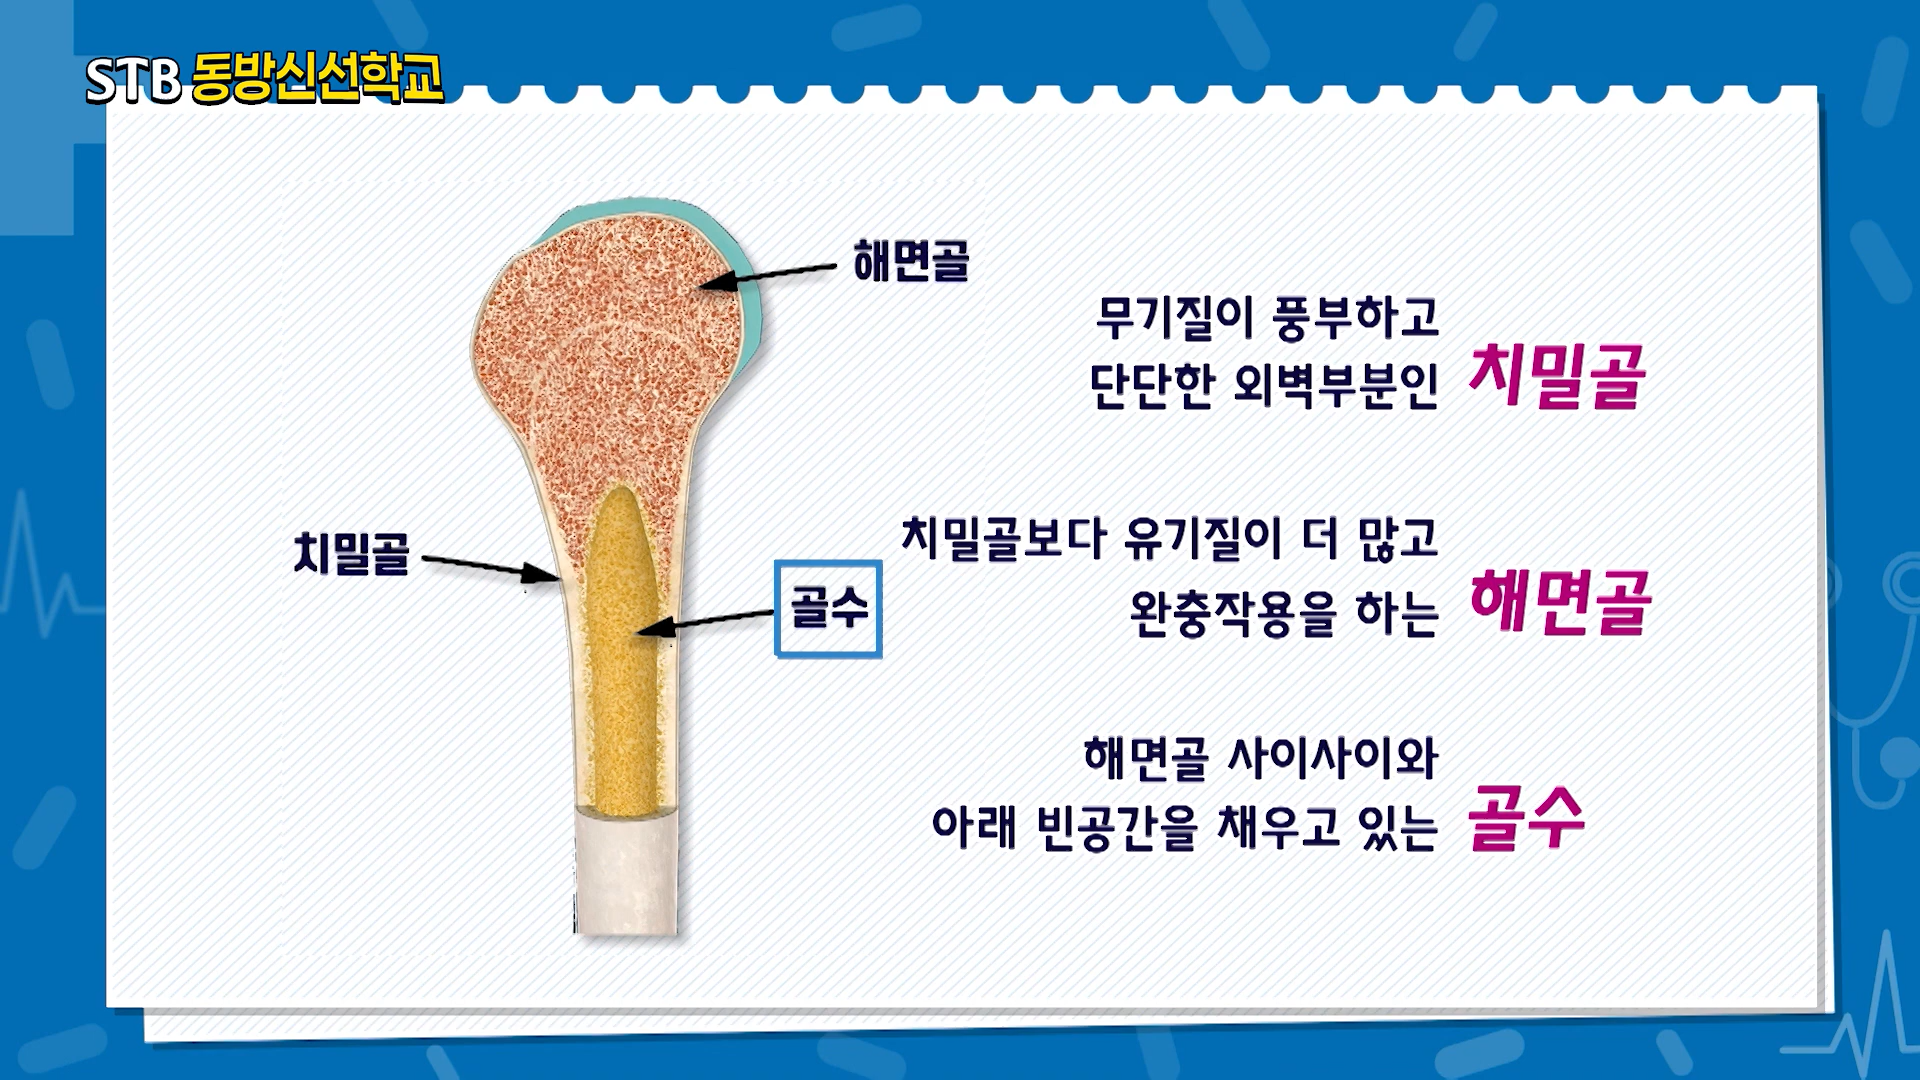 STB 동방신선학교
해면골
치밀골
골수
무기질이 풍부하고
단단한 외벽부분인 치밀골
치밀골보다 유기질이 더 많고
완충작용을 하는 해면골
해면골 사이사이와
아래 빈공간을 채우고 있는 골수